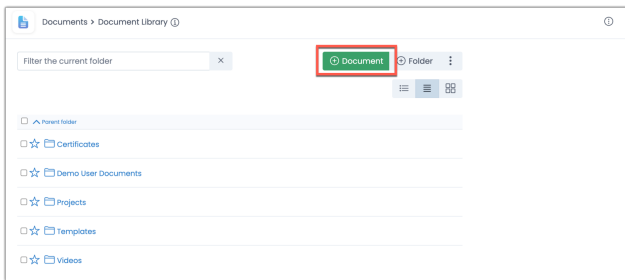 Documents > Document Library
Filter the current folder
Document
Folder
Parent folder
Certificates
Demo User Documents
Projects
Templates
Videos